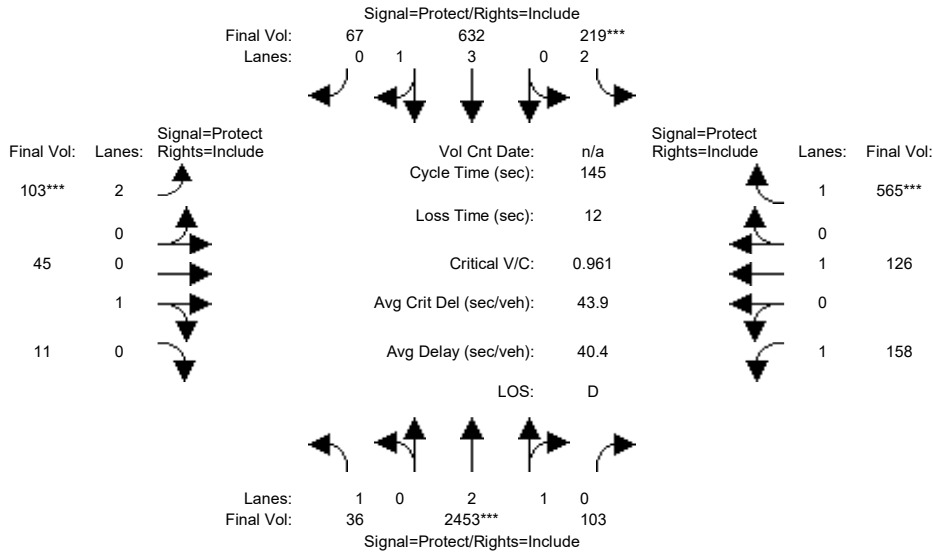 Signal=Protect/Rights=Include
Final Vol: 67 632 219***
Lanes: 0 1 3 0 2
Signal=Protect
Final Vol: Lanes: Rights=Include
Vol Cnt Date: n/a
Signal=Protect
Rights=Include Lanes: Final Vol:
103*** 2
Cycle Time (sec): 145
1 565***
Loss Time (sec): 12
0
0
45 0
Critical V/C: 0.961
1 126
1
Avg Crit Del (sec/veh): 43.9
0
11 0
Avg Delay (sec/veh): 40.4
1 158
LOS: D
Lanes: 1 0 2 1 0
Final Vol: 36 2453*** 103
Signal=Protect/Rights=Include